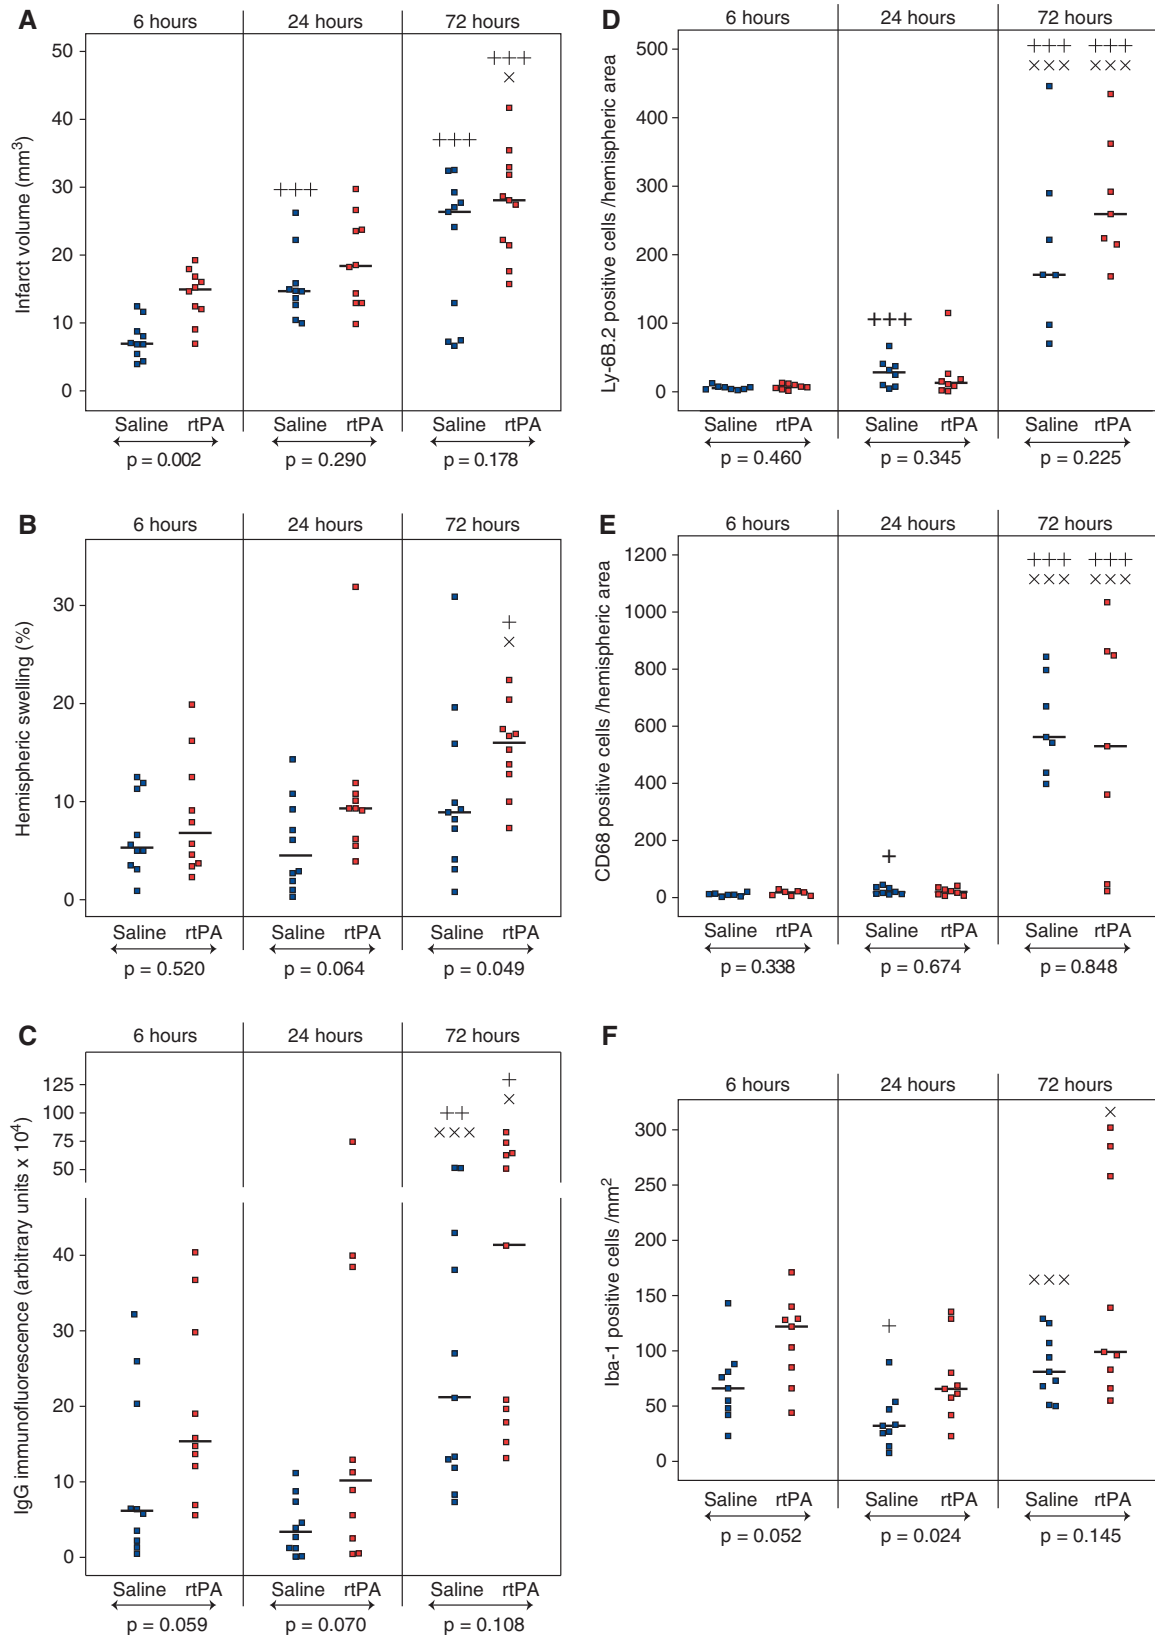 A
6 hours 24 hours 72 hours
50
40
30
20
10
0
Infarct volume (mm³)
+++
+++
+++
×
Saline rtPA Saline rtPA Saline rtPA
p = 0.002 p = 0.290 p = 0.178
B
6 hours 24 hours 72 hours
30
20
10
0
Hemispheric swelling (%)
+
×
Saline rtPA Saline rtPA Saline rtPA
p = 0.520 p = 0.064 p = 0.049
C
6 hours 24 hours 72 hours
125
100
75
50
40
30
20
10
0
IgG immunofluorescence (arbitrary units x 10⁴)
++
×××
+
×
Saline rtPA Saline rtPA Saline rtPA
p = 0.059 p = 0.070 p = 0.108
D
6 hours 24 hours 72 hours
500
400
300
200
100
0
Ly-6B.2 positive cells /hemispheric area
+++
+++ +++
××× ×××
Saline rtPA Saline rtPA Saline rtPA
p = 0.460 p = 0.345 p = 0.225
E
6 hours 24 hours 72 hours
1200
1000
800
600
400
200
0
CD68 positive cells /hemispheric area
+
+++ +++
××× ×××
Saline rtPA Saline rtPA Saline rtPA
p = 0.338 p = 0.674 p = 0.848
F
6 hours 24 hours 72 hours
300
250
200
150
100
50
0
Iba-1 positive cells /mm²
+
×××
×
Saline rtPA Saline rtPA Saline rtPA
p = 0.052 p = 0.024 p = 0.145